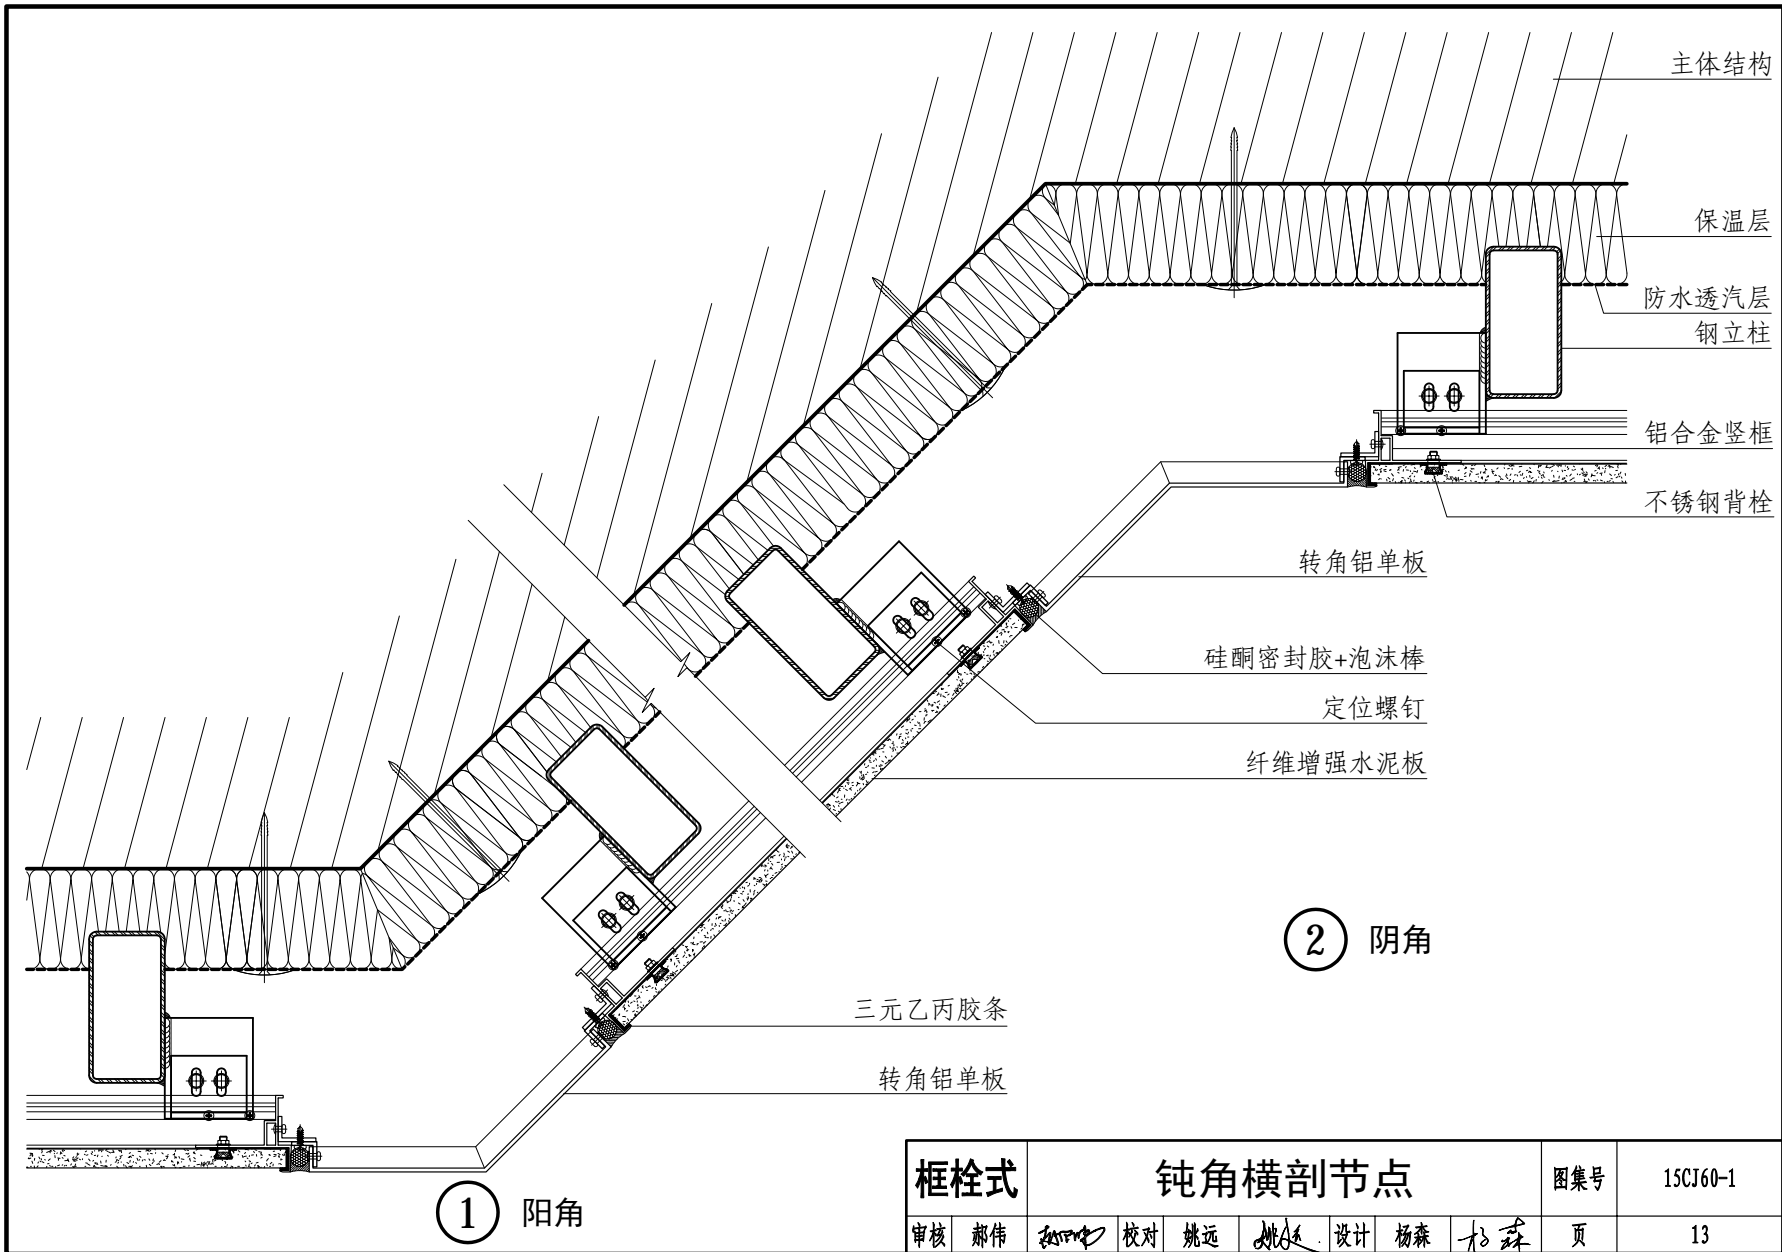 主体结构
保温层
防水透汽层
钢立柱
铝合金竖框
不锈钢背栓
转角铝单板
硅酮密封胶+泡沫棒
定位螺钉
纤维增强水泥板
2 阴角
三元乙丙胶条
转角铝单板
1 阳角
框栓式 钝角横剖节点 图集号 15CJ60-1
审核 郝伟 校对 姚远 姚远 设计 杨森 杨森 页 13